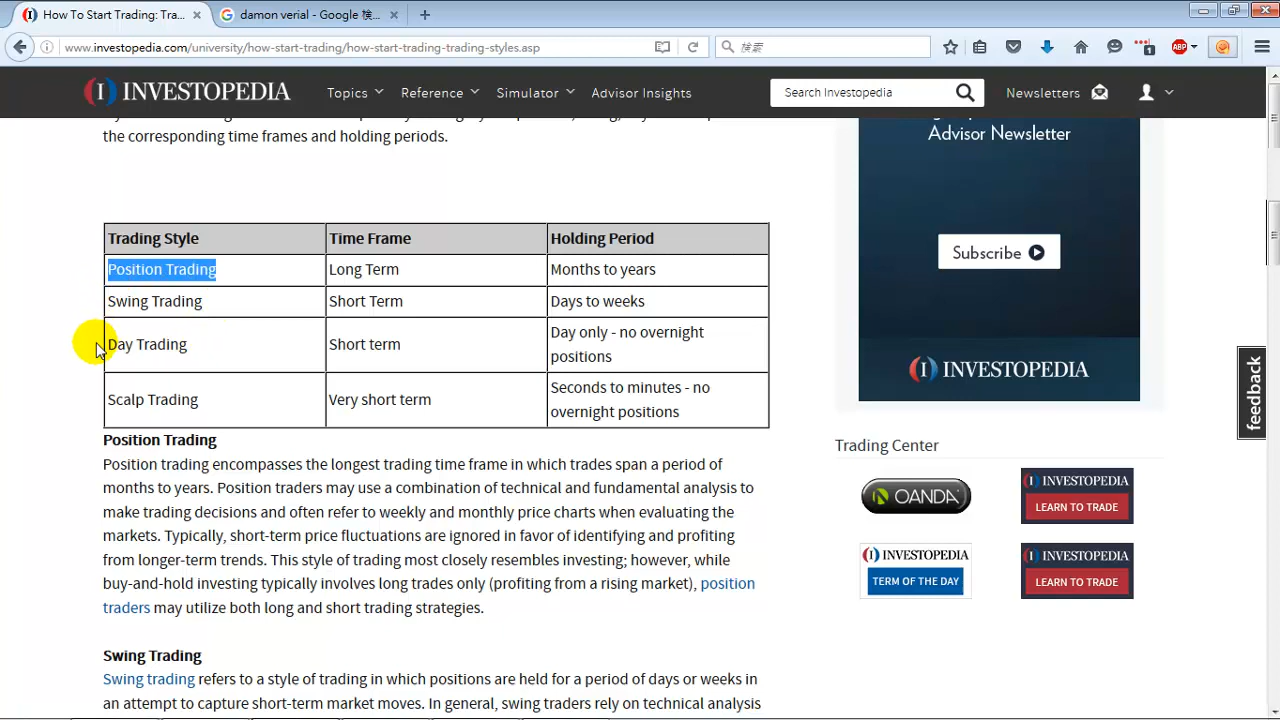 How To Start Trading: Tra...
damon verial - Google 検...
www.investopedia.com/university/how-start-trading/how-start-trading-trading-styles.asp
検索
ABP
1
INVESTOPEDIA
Topics
Reference
Simulator
Advisor Insights
Search Investopedia
Newsletters
the corresponding time frames and holding periods.
Trading Style Time Frame Holding Period
Position Trading Long Term Months to years
Swing Trading Short Term Days to weeks
Day Trading Short term Day only - no overnight
positions
Scalp Trading Very short term Seconds to minutes - no
overnight positions
Position Trading
Position trading encompasses the longest trading time frame in which trades span a period of
months to years. Position traders may use a combination of technical and fundamental analysis to
make trading decisions and often refer to weekly and monthly price charts when evaluating the
markets. Typically, short-term price fluctuations are ignored in favor of identifying and profiting
from longer-term trends. This style of trading most closely resembles investing; however, while
buy-and-hold investing typically involves long trades only (profiting from a rising market), position
traders may utilize both long and short trading strategies.
Swing Trading
Swing trading refers to a style of trading in which positions are held for a period of days or weeks in
an attempt to capture short-term market moves. In general, swing traders rely on technical analysis
Advisor Newsletter
Subscribe
INVESTOPEDIA
feedback
Trading Center
OANDA
INVESTOPEDIA
LEARN TO TRADE
INVESTOPEDIA
TERM OF THE DAY
INVESTOPEDIA
LEARN TO TRADE